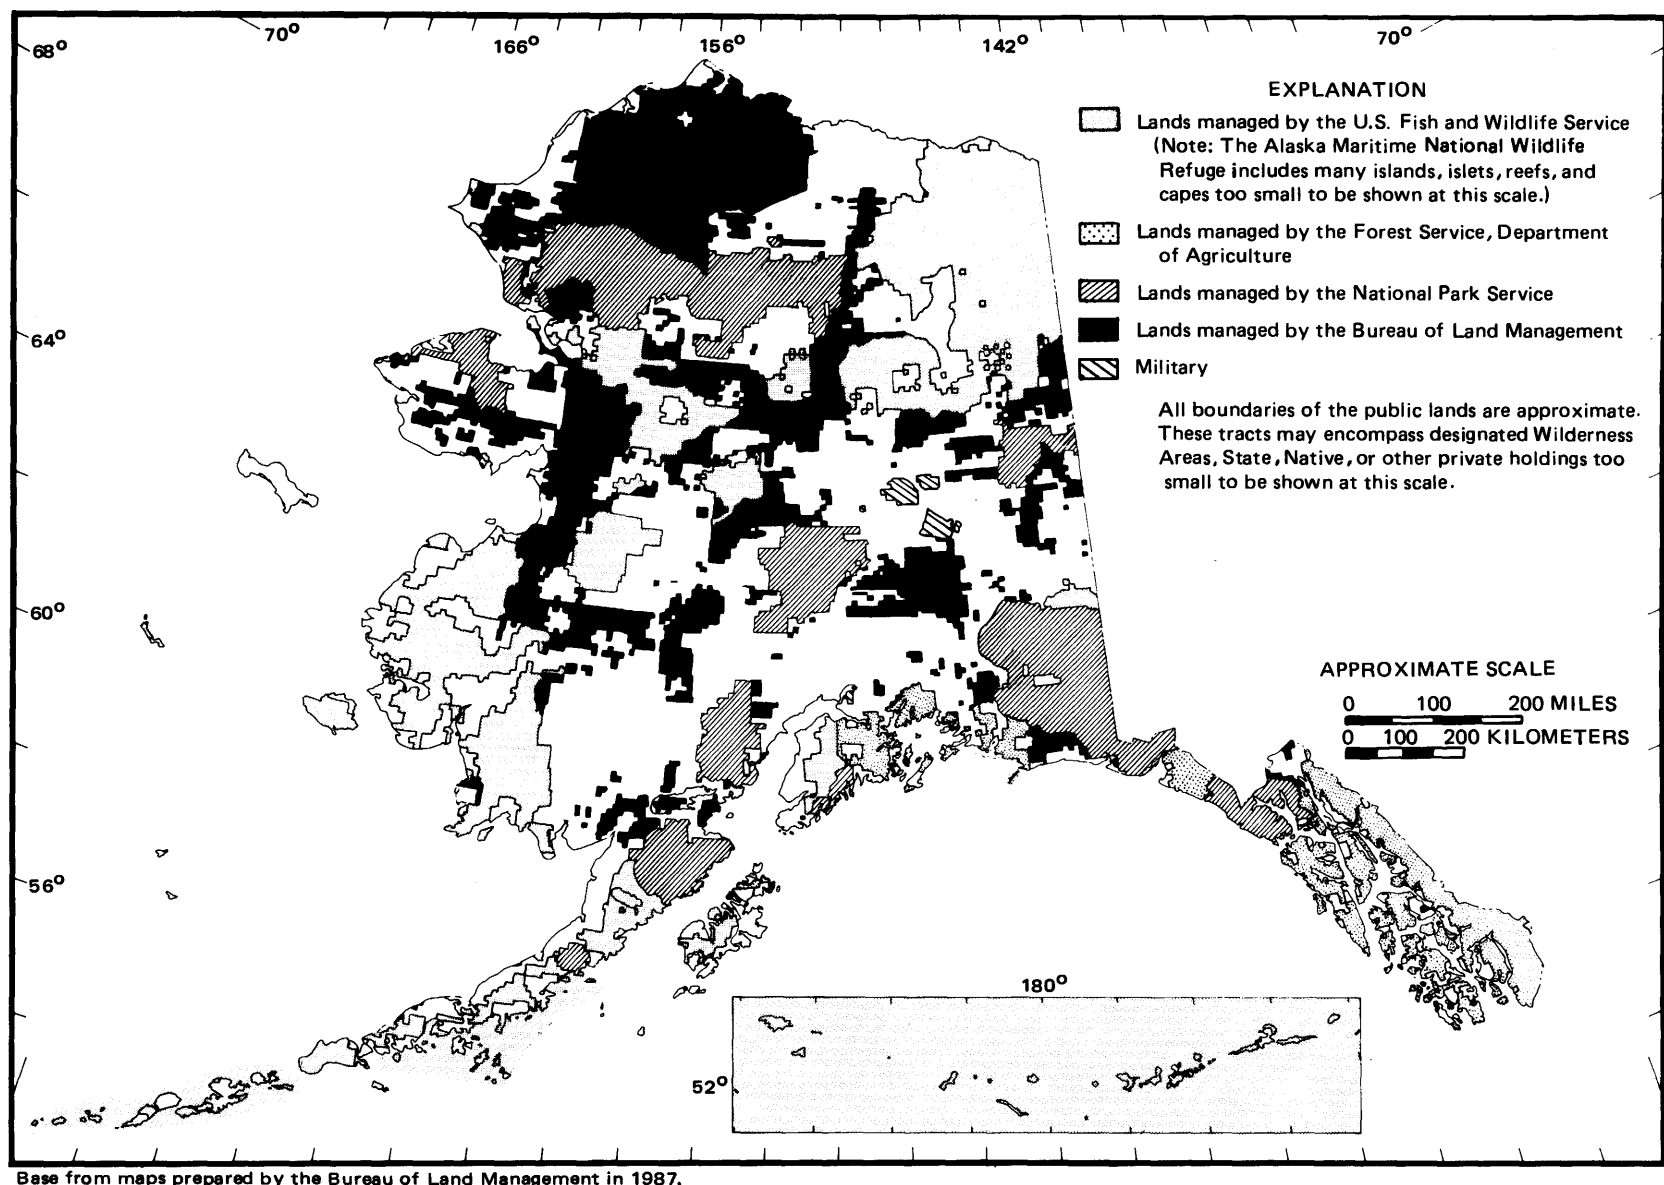 70° 70°
68° 166° 156° 142°
EXPLANATION
Lands managed by the U.S. Fish and Wildlife Service
(Note: The Alaska Maritime National Wildlife
Refuge includes many islands, islets, reefs, and
capes too small to be shown at this scale.)
Lands managed by the Forest Service, Department
of Agriculture
Lands managed by the National Park Service
Lands managed by the Bureau of Land Management
Military
All boundaries of the public lands are approximate.
These tracts may encompass designated Wilderness
Areas, State, Native, or other private holdings too
small to be shown at this scale.
64°
60°
APPROXIMATE SCALE
0 100 200 MILES
0 100 200 KILOMETERS
56°
180°
52°
Base from maps prepared by the Bureau of Land Management in 1987.